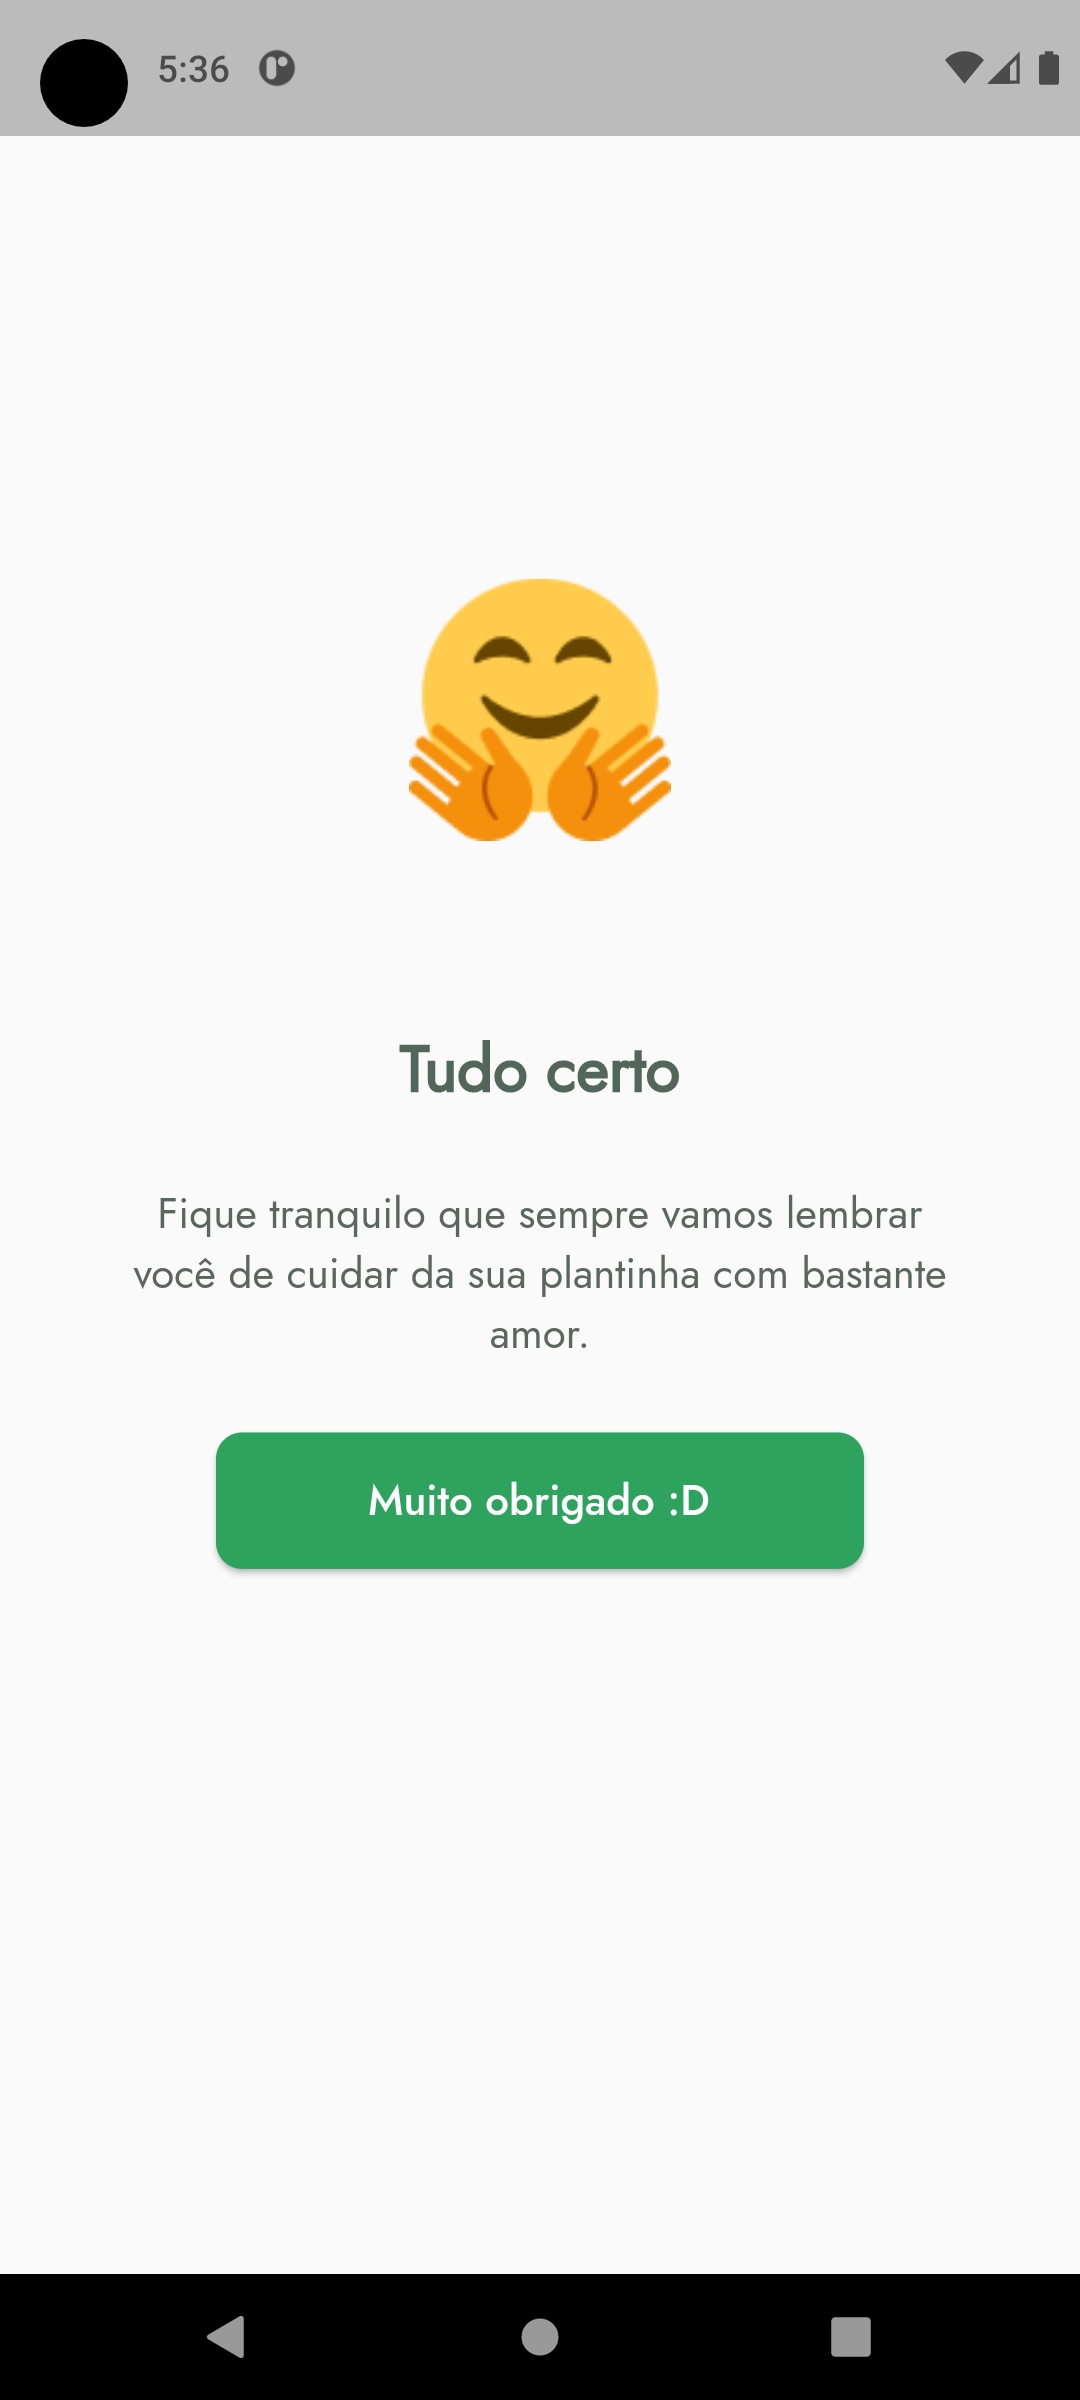 5:36
Tudo certo
Fique tranquilo que sempre vamos lembrar
você de cuidar da sua plantinha com bastante
amor.
Muito obrigado :D